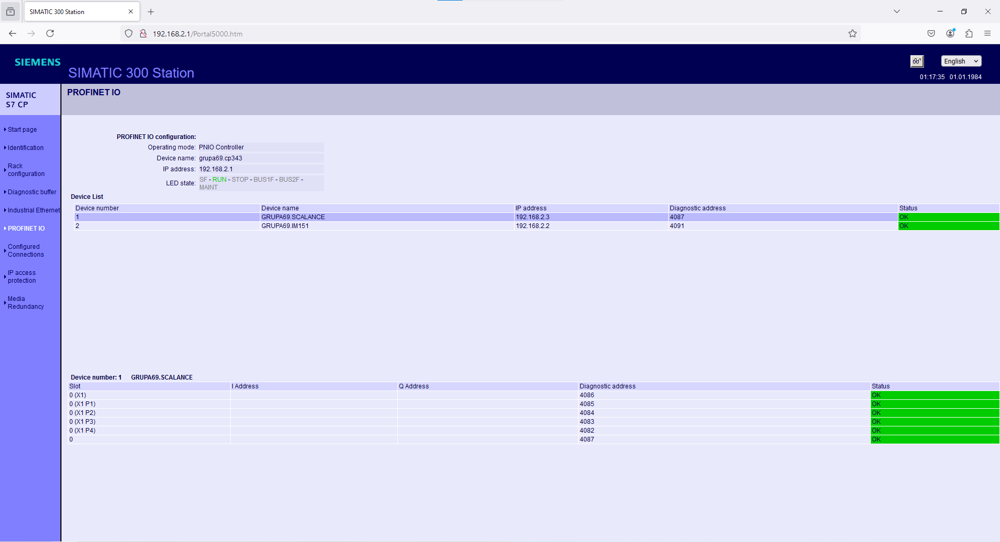 SIMATIC 300 Station
192.168.2.1/Portal5000.htm
SIEMENS
SIMATIC 300 Station
English
01:17:35 01.01.1984
SIMATIC
S7 CP
PROFINET IO
Start page
Identification
Rack
configuration
Diagnostic buffer
Industrial Ethernet
PROFINET IO
Configured
Connections
IP access
protection
Media
Redundancy
PROFINET IO configuration:
Operating mode: PNIO Controller
Device name: grupa69.cp343
IP address: 192.168.2.1
LED state: SF - RUN - STOP - BUS1F - BUS2F -
MAINT
Device List
Device number Device name IP address Diagnostic address Status
1 GRUPA69.SCALANCE 192.168.2.3 4087 OK
2 GRUPA69.IM151 192.168.2.2 4091 OK
Device number: 1 GRUPA69.SCALANCE
Slot I Address Q Address Diagnostic address Status
0 (X1) 4086 OK
0 (X1 P1) 4085 OK
0 (X1 P2) 4084 OK
0 (X1 P3) 4083 OK
0 (X1 P4) 4082 OK
0 4087 OK